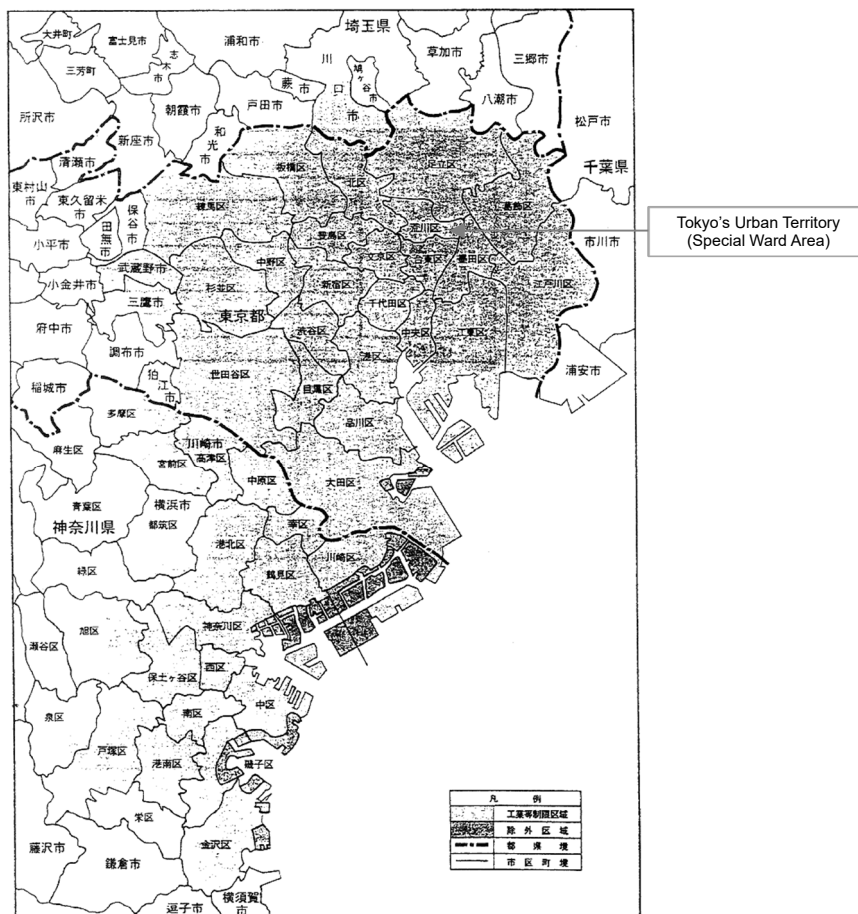 埼玉県
大井町
富士見市
志木市
浦和市
川口市
鳩ヶ谷市
草加市
三郷市
三芳町
蕨市
戸田市
八潮市
所沢市
朝霞市
和光市
新座市
松戸市
千葉県
清瀬市
板橋区
北区
足立区
東村山市
東久留米市
保谷市
田無市
練馬区
葛飾区
豊島区
荒川区
Tokyo's Urban Territory
(Special Ward Area)
市川市
小平市
文京区
台東区
墨田区
武蔵野市
中野区
小金井市
杉並区
新宿区
江戸川区
三鷹市
千代田区
東京都
府中市
渋谷区
中央区
江東区
調布市
港区
世田谷区
目黒区
浦安市
稲城市
狛江市
多摩区
品川区
麻生区
川崎市
高津区
宮前区
中原区
大田区
青葉区
横浜市
神奈川県
都筑区
幸区
港北区
川崎区
緑区
鶴見区
神奈川区
旭区
瀬谷区
西区
保土ヶ谷区
中区
泉区
南区
戸塚区
港南区
磯子区
凡 例
工業等制限区域
除外区域
都県境
市区町境
栄区
金沢区
藤沢市
鎌倉市
逗子市
横須賀市